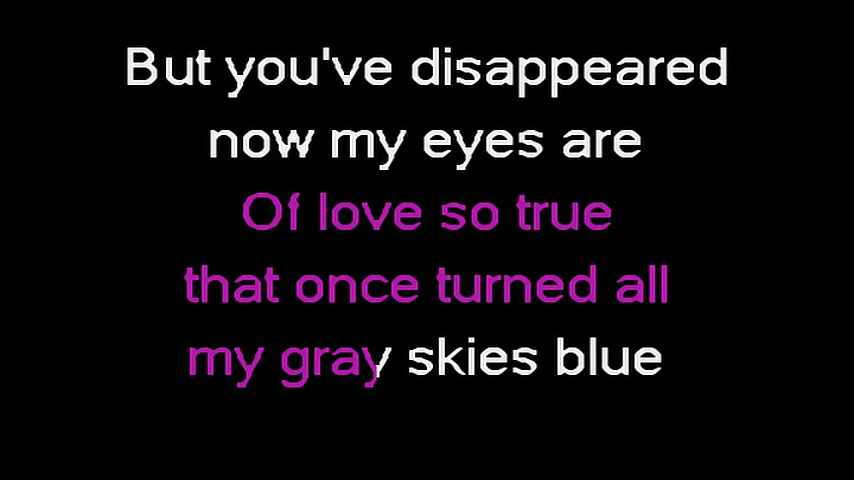 But you've disappeared
now my eyes are
Of love so true
that once turned all
my gray skies blue